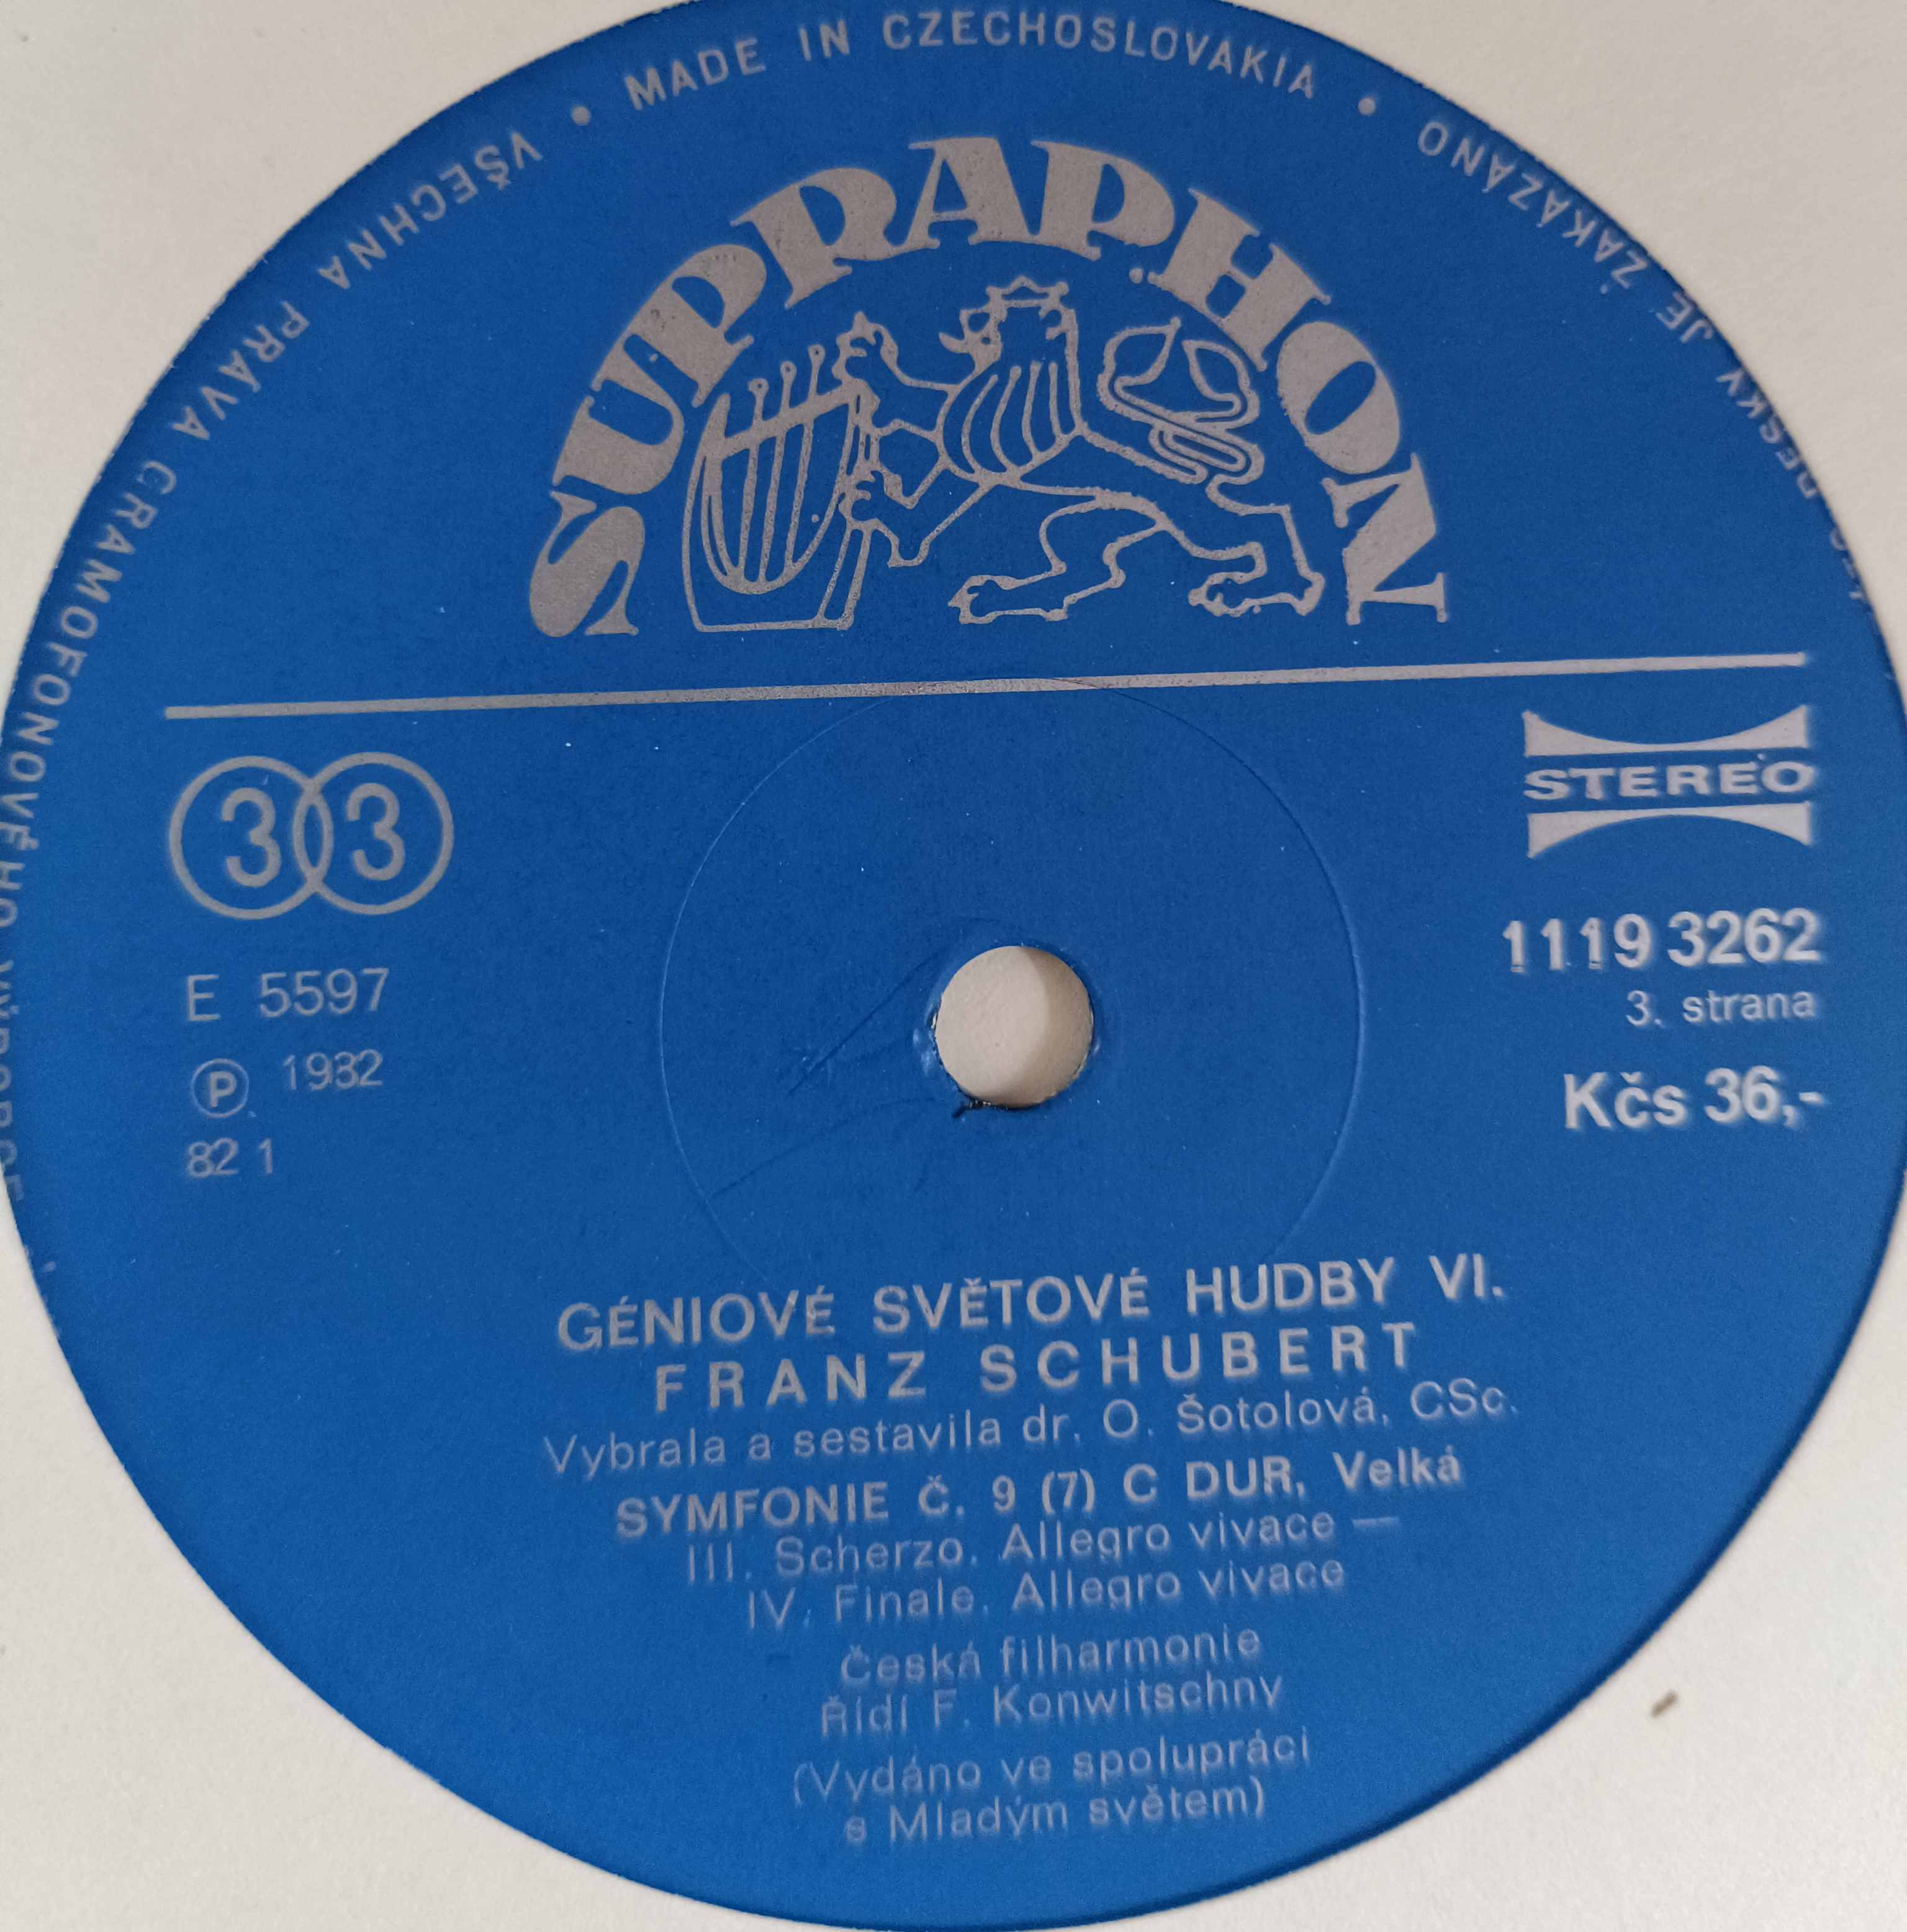 VŠECHNA PRÁVA GRAMOFONOVÉHO
• MADE IN CZECHOSLOVAKIA •
JE ZAKÁZÁNO
SUPRAPHON
33
STEREO
E 5597
1119 3262
3. strana
Ⓟ 1982
Kčs 36,-
82 1
GÉNIOVÉ SVĚTOVÉ HUDBY VI.
FRANZ SCHUBERT
Vybrala a sestavila dr. O. Šotolová, CSc.
SYMFONIE Č. 9 (7) C DUR, Velká
III. Scherzo. Allegro vivace —
IV. Finale. Allegro vivace
Česká filharmonie
Řídí F. Konwitschny
(Vydáno ve spolupráci
s Mladým světem)